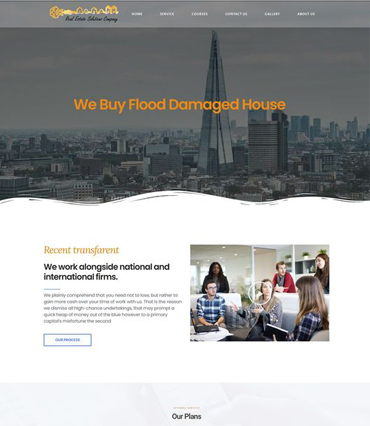 Real Estate Solutions Company
HOME SERVICE COURSES CONTACT US GALLERY ABOUT US
We Buy Flood Damaged House
Recent transfarent
We work alongside national and
international firms.
We plainly comprehend that you need not to lose, but rather to
gain more cash over your time of work with us. That is the reason
we dismiss all high-chance undertakings, that may prompt a
quick heap of money out of the blue however to a primary
capital's misfortune the second
OUR PROCESS
Our Plans